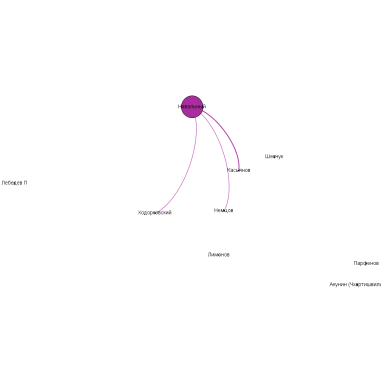 Навальный
Шевчук
Касьянов
Лебедев П
Ходорковский
Немцов
Лимонов
Парфенов
Акунин (Чхартишвили